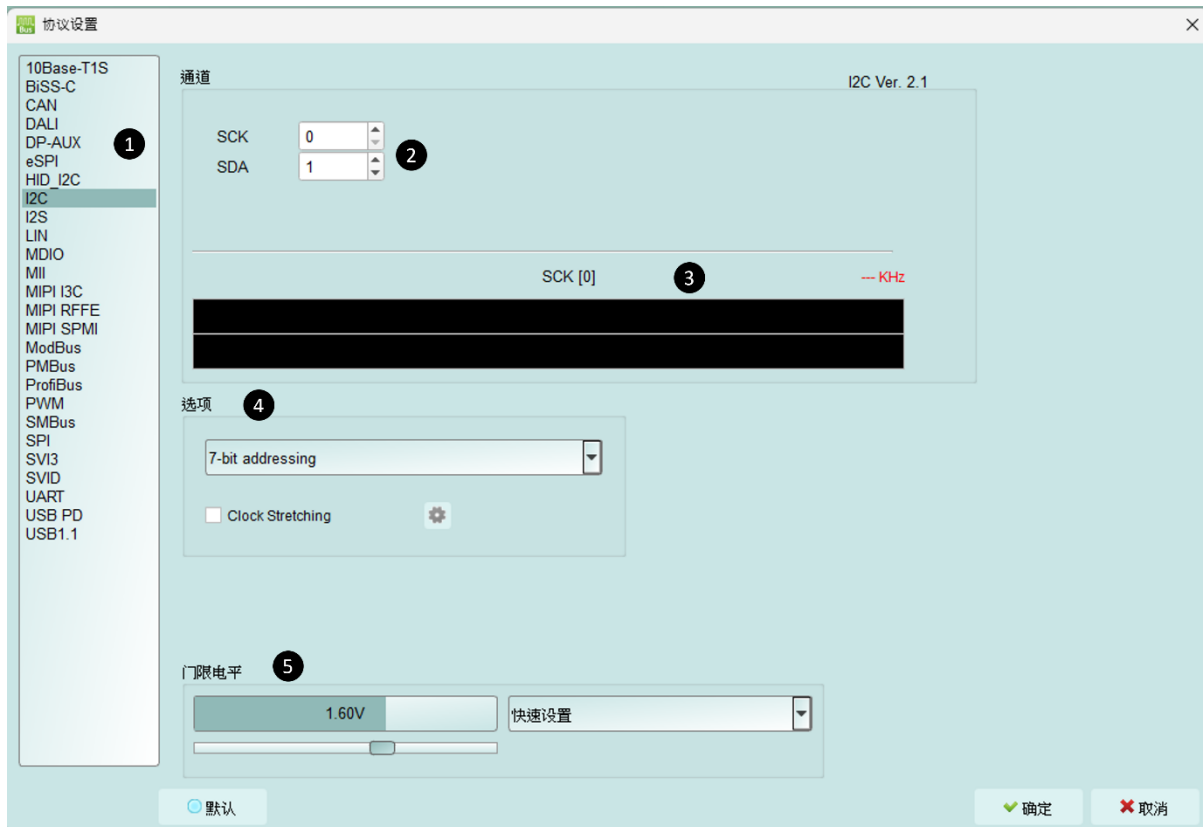 Bus 协议设置
10Base-T1S
BiSS-C
CAN
DALI
DP-AUX
eSPI
HID_I2C
I2C
I2S
LIN
MDIO
MII
MIPI I3C
MIPI RFFE
MIPI SPMI
ModBus
PMBus
ProfiBus
PWM
SMBus
SPI
SVI3
SVID
UART
USB PD
USB1.1
1
通道
I2C Ver. 2.1
SCK 0
SDA 1
2
SCK [0] 3 --- KHz
选项 4
7-bit addressing
Clock Stretching
门限电平 5
1.60V 快速设置
默认 确定 取消